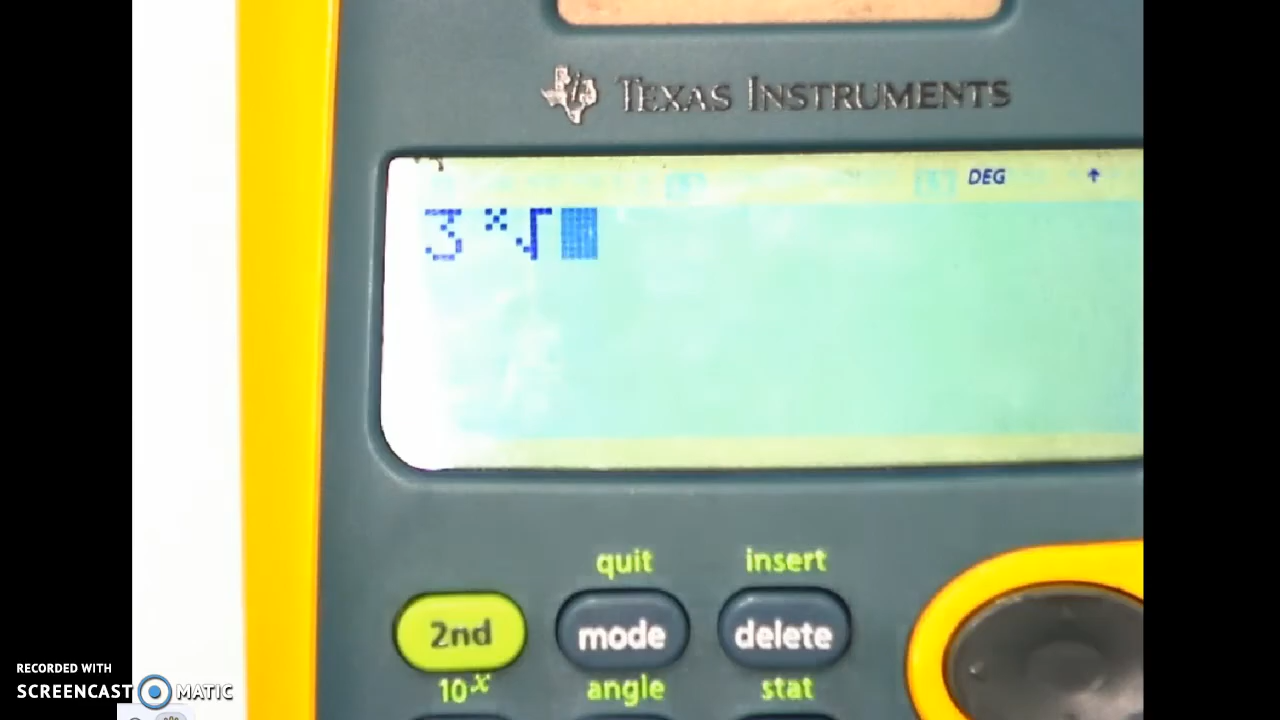 TEXAS INSTRUMENTS
DEG ↑
3 ˣ√
quit insert
2nd mode delete
10ˣ angle stat
RECORDED WITH
SCREENCAST MATIC